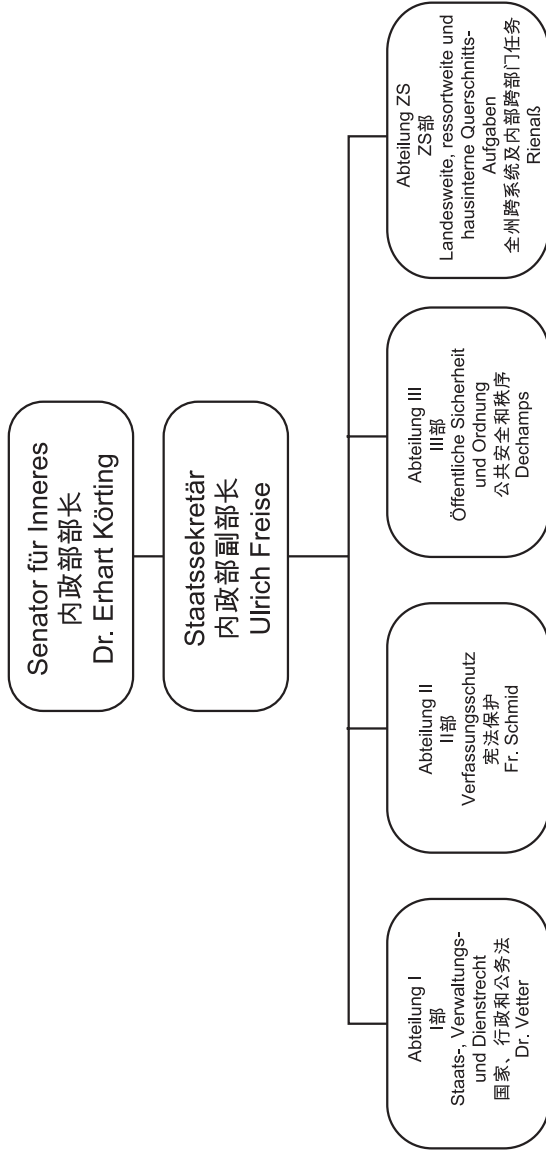 Senator für Inneres
内政部部长
Dr. Erhart Körting
Staatssekretär
内政部副部长
Ulrich Freise
Abteilung I
I部
Staats-, Verwaltungs-
und Dienstrecht
国家、行政和公务法
Dr. Vetter
Abteilung II
II部
Verfassungsschutz
宪法保护
Fr. Schmid
Abteilung III
III部
Öffentliche Sicherheit
und Ordnung
公共安全和秩序
Dechamps
Abteilung ZS
ZS部
Landesweite, ressortweite und
hausinterne Querschnitts-
Aufgaben
全州跨系统及内部跨部门任务
Rienaß